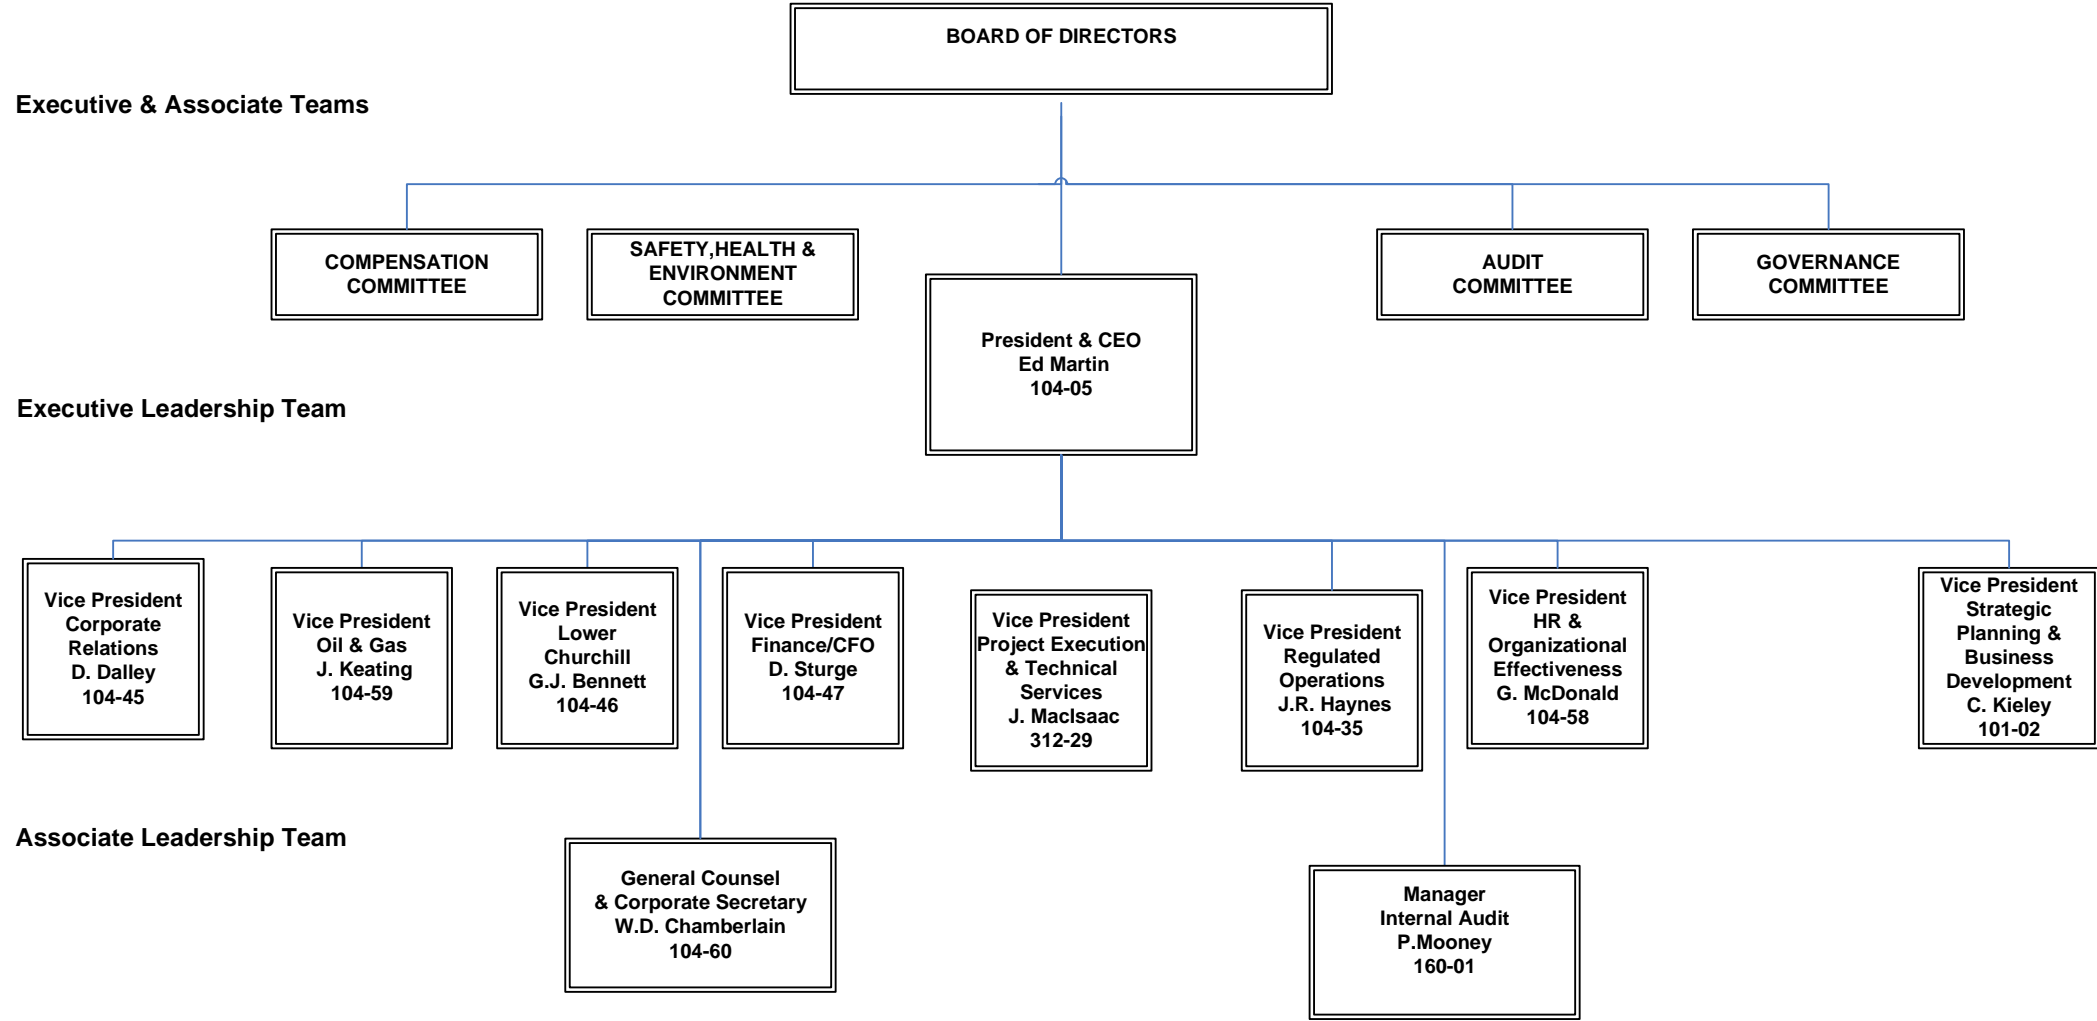 BOARD OF DIRECTORS
Executive & Associate Teams
COMPENSATION
COMMITTEE
SAFETY,HEALTH &
ENVIRONMENT
COMMITTEE
AUDIT
COMMITTEE
GOVERNANCE
COMMITTEE
President & CEO
Ed Martin
104-05
Executive Leadership Team
Vice President
Corporate
Relations
D. Dalley
104-45
Vice President
Oil & Gas
J. Keating
104-59
Vice President
Lower
Churchill
G.J. Bennett
104-46
Vice President
Finance/CFO
D. Sturge
104-47
Vice President
Project Execution
& Technical
Services
J. MacIsaac
312-29
Vice President
Regulated
Operations
J.R. Haynes
104-35
Vice President
HR &
Organizational
Effectiveness
G. McDonald
104-58
Vice President
Strategic
Planning &
Business
Development
C. Kieley
101-02
Associate Leadership Team
General Counsel
& Corporate Secretary
W.D. Chamberlain
104-60
Manager
Internal Audit
P.Mooney
160-01